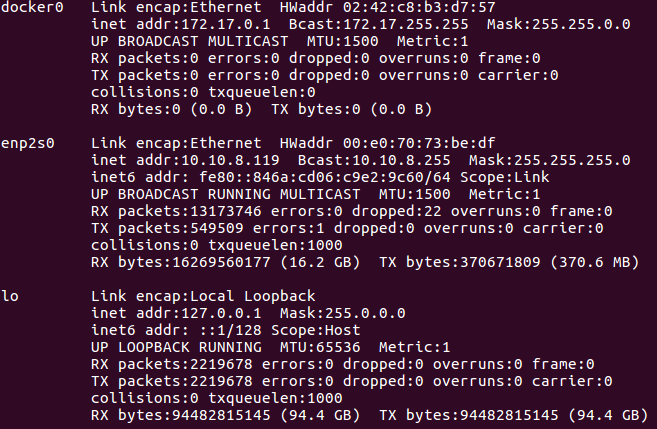 docker0 Link encap:Ethernet HWaddr 02:42:c8:b3:d7:57
inet addr:172.17.0.1 Bcast:172.17.255.255 Mask:255.255.0.0
UP BROADCAST MULTICAST MTU:1500 Metric:1
RX packets:0 errors:0 dropped:0 overruns:0 frame:0
TX packets:0 errors:0 dropped:0 overruns:0 carrier:0
collisions:0 txqueuelen:0
RX bytes:0 (0.0 B) TX bytes:0 (0.0 B)
enp2s0 Link encap:Ethernet HWaddr 00:e0:70:73:be:df
inet addr:10.10.8.119 Bcast:10.10.8.255 Mask:255.255.255.0
inet6 addr: fe80::846a:cd06:c9e2:9c60/64 Scope:Link
UP BROADCAST RUNNING MULTICAST MTU:1500 Metric:1
RX packets:13173746 errors:0 dropped:22 overruns:0 frame:0
TX packets:549509 errors:1 dropped:0 overruns:0 carrier:0
collisions:0 txqueuelen:1000
RX bytes:16269560177 (16.2 GB) TX bytes:370671809 (370.6 MB)
lo Link encap:Local Loopback
inet addr:127.0.0.1 Mask:255.0.0.0
inet6 addr: ::1/128 Scope:Host
UP LOOPBACK RUNNING MTU:65536 Metric:1
RX packets:2219678 errors:0 dropped:0 overruns:0 frame:0
TX packets:2219678 errors:0 dropped:0 overruns:0 carrier:0
collisions:0 txqueuelen:1000
RX bytes:94482815145 (94.4 GB) TX bytes:94482815145 (94.4 GB)